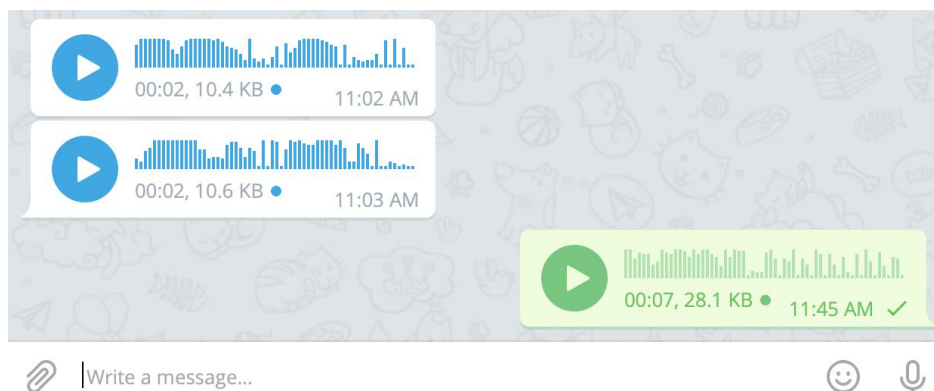 00:02, 10.4 KB
11:02 AM
00:02, 10.6 KB
11:03 AM
00:07, 28.1 KB
11:45 AM
Write a message...